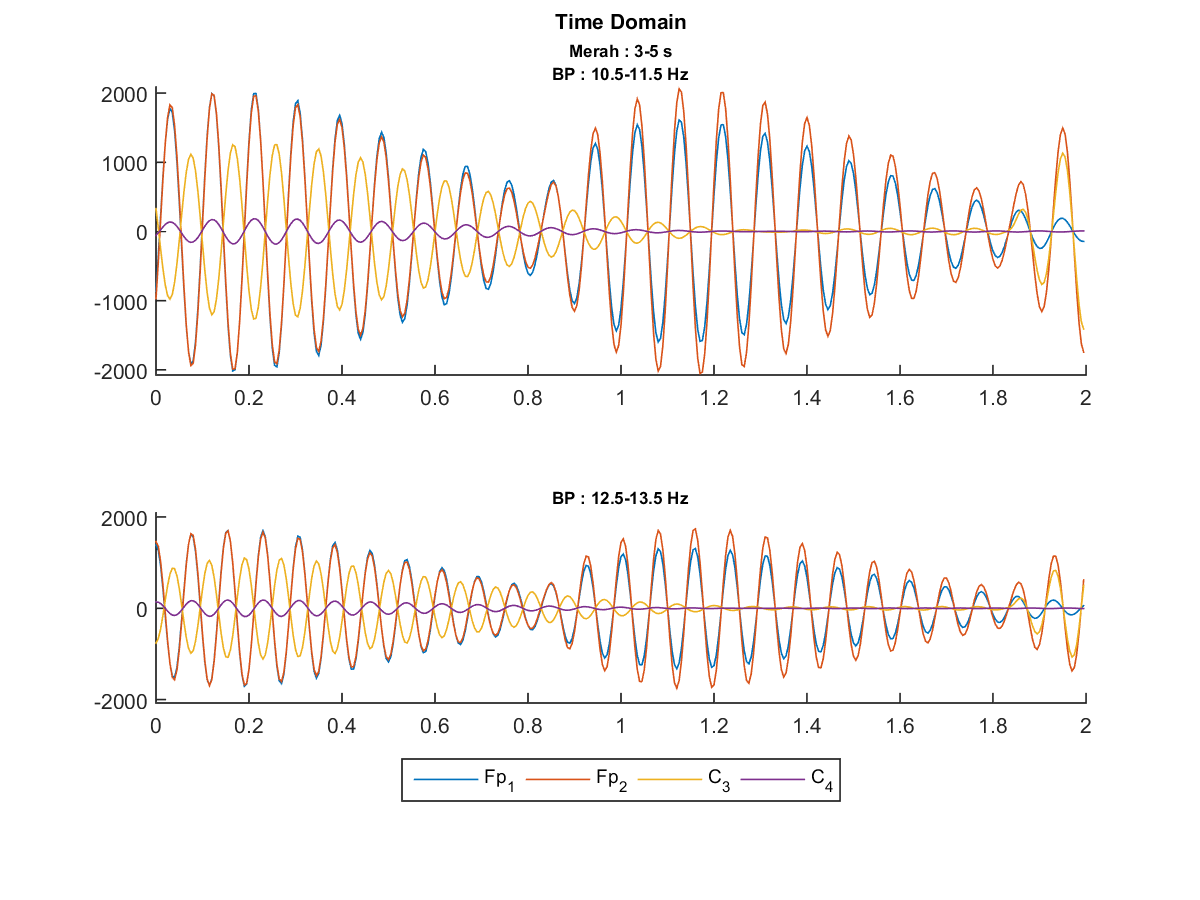 Time Domain
Merah : 3-5 s
BP : 10.5-11.5 Hz
2000
1000
0
-1000
-2000
0 0.2 0.4 0.6 0.8 1 1.2 1.4 1.6 1.8 2
BP : 12.5-13.5 Hz
2000
0
-2000
0 0.2 0.4 0.6 0.8 1 1.2 1.4 1.6 1.8 2
Fp1 Fp2 C3 C4